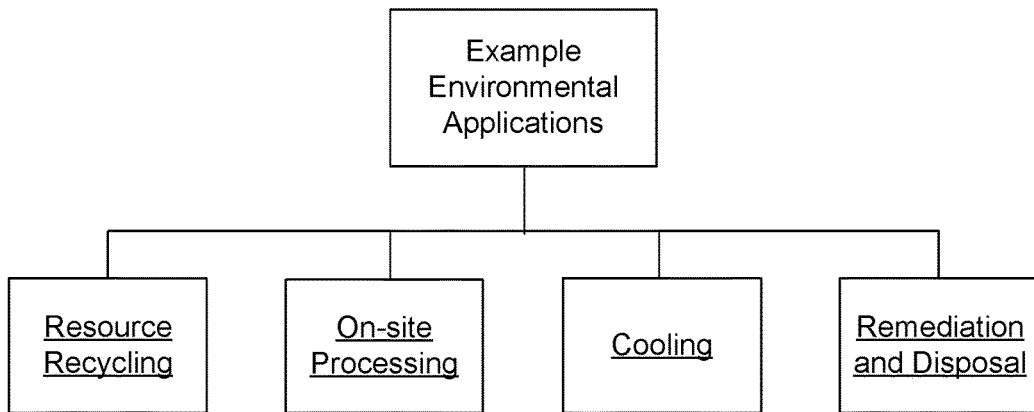 Example
Environmental
Applications
Resource
Recycling
On-site
Processing
Cooling
Remediation
and Disposal